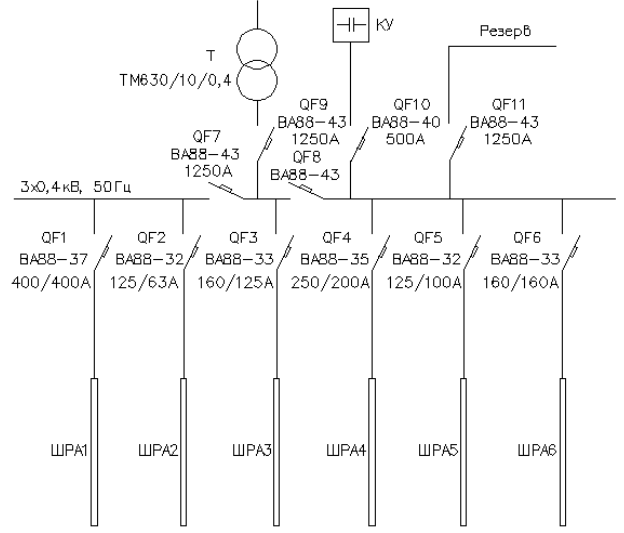 КУ
Резерв
Т
ТМ630/10/0,4
QF9
ВА88-43
1250А
QF10
ВА88-40
500А
QF11
ВА88-43
1250А
QF7
ВА88-43
1250А
QF8
ВА88-43
3х0,4кВ, 50Гц
QF1
ВА88-37
400/400А
QF2
ВА88-32
125/63А
QF3
ВА88-33
160/125А
QF4
ВА88-35
250/200А
QF5
ВА88-32
125/100А
QF6
ВА88-33
160/160А
ШРА1
ШРА2
ШРА3
ШРА4
ШРА5
ШРА6